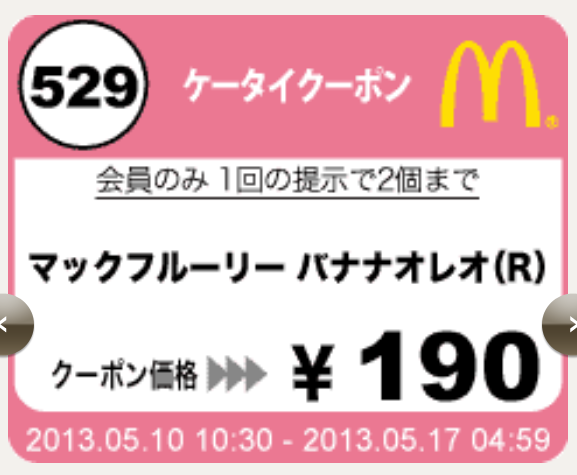 529
ケータイクーポン
会員のみ 1回の提示で2個まで
マックフルーリー バナナオレオ(R)
クーポン価格
¥190
2013.05.10 10:30 - 2013.05.17 04:59